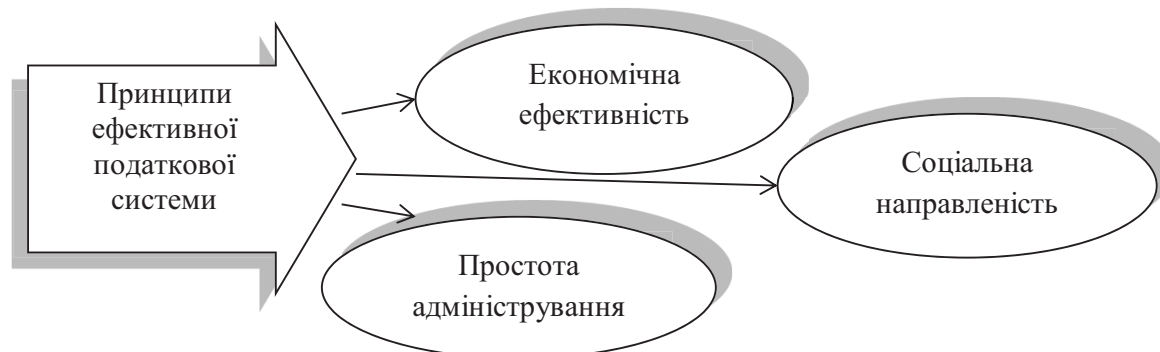 Принципи
ефективної
податкової
системи
Економічна
ефективність
Соціальна
направленість
Простота
адміністрування